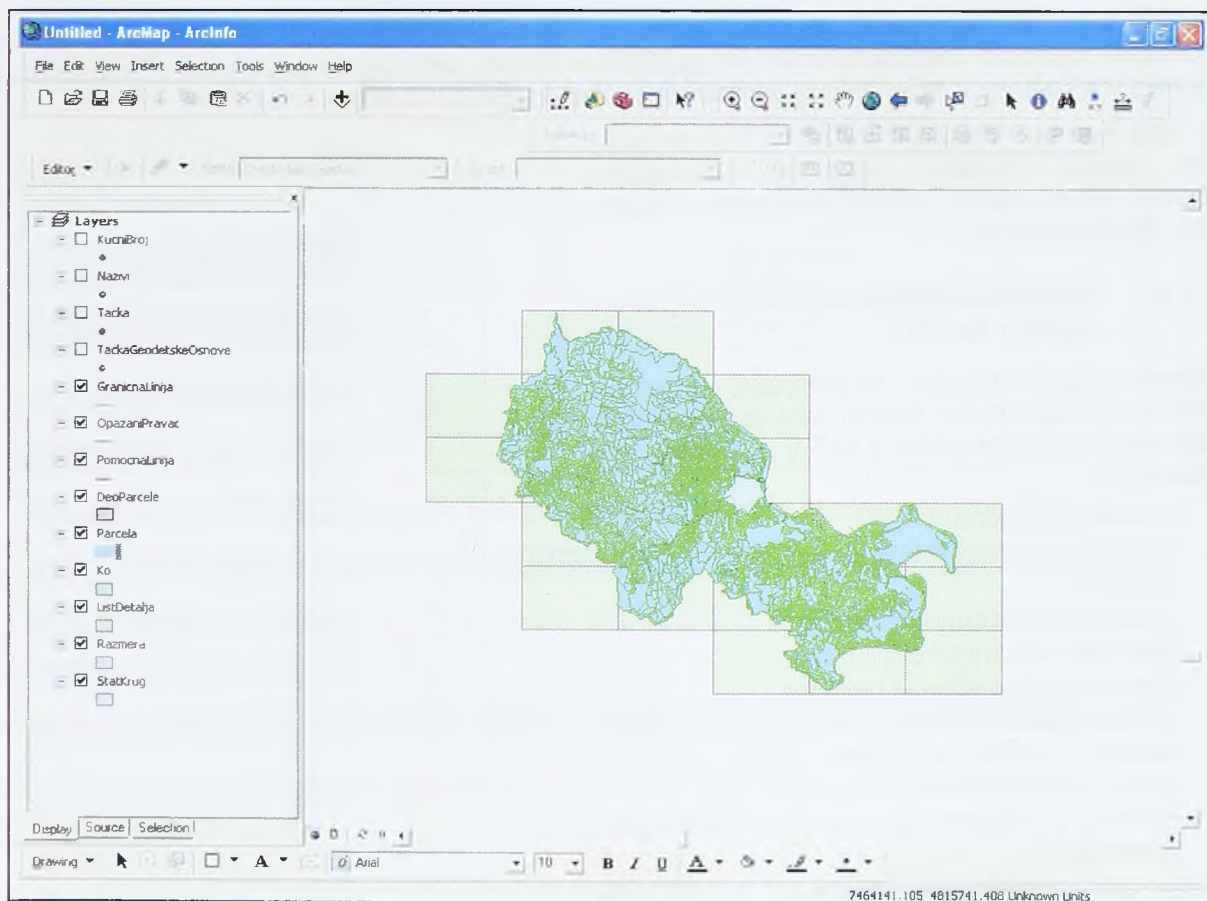 Untitled - ArcMap - ArcInfo
File Edit View Insert Selection Tools Window Help
Editor
Layers
KucniBroj
Nazivi
Tacka
TackaGeodetskeOsnove
GranicnaLinija
OpazaniPravac
PomocnaLinija
DeoParcele
Parcela
Ko
ListDetalja
Razmera
StatKrug
Display Source Selection
Drawing A Arial 10 B I U A
7464141.105 4815741.408 Unknown Units